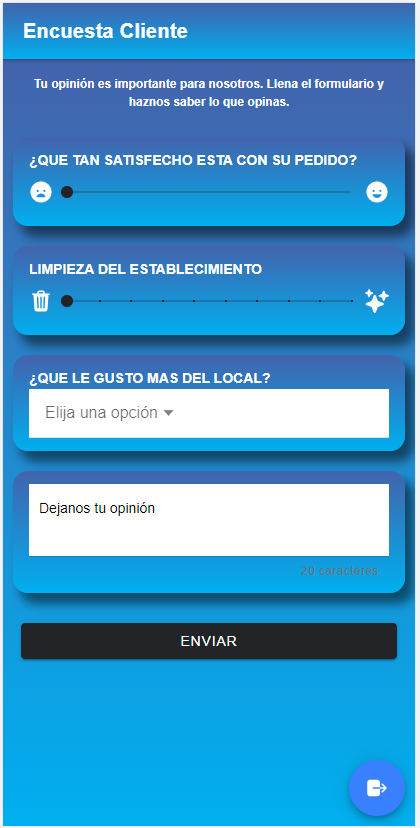 Encuesta Cliente
Tu opinión es importante para nosotros. Llena el formulario y
haznos saber lo que opinas.
¿QUE TAN SATISFECHO ESTA CON SU PEDIDO?
LIMPIEZA DEL ESTABLECIMIENTO
¿QUE LE GUSTO MAS DEL LOCAL?
Elija una opción
Dejanos tu opinión
20 caracteres
ENVIAR